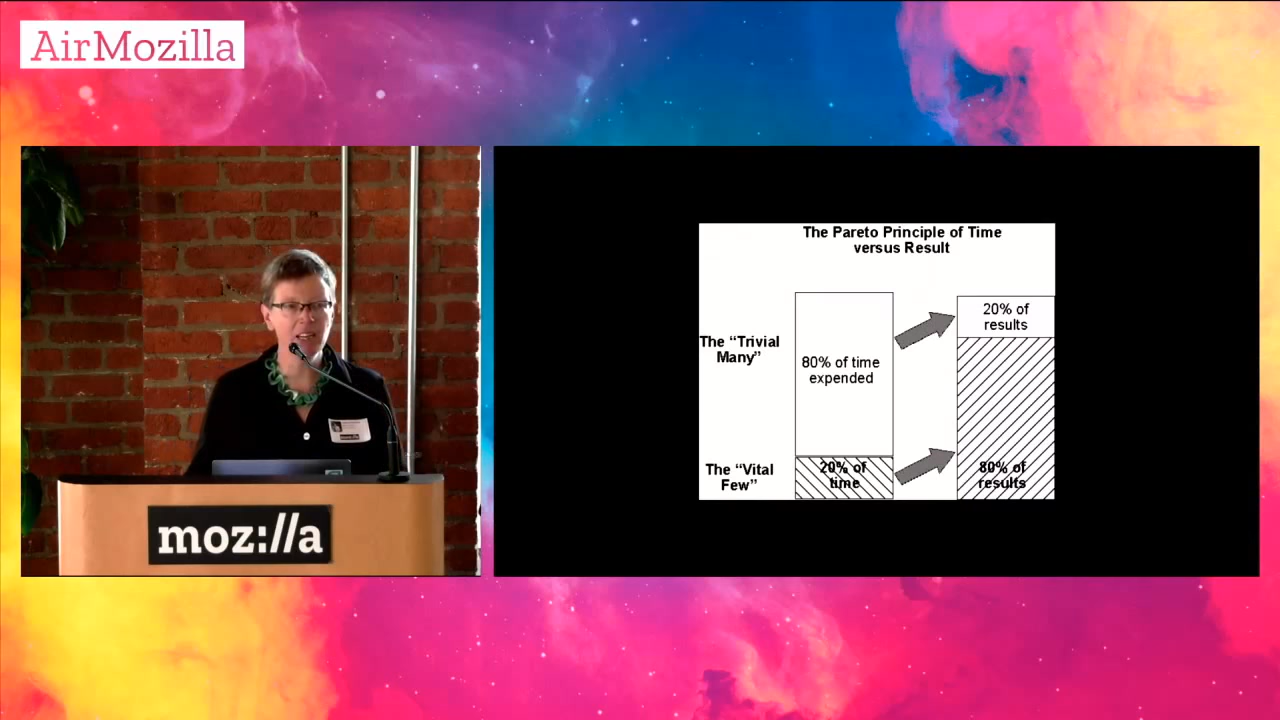 AirMozilla
moz://a
The Pareto Principle of Time
versus Result
20% of
results
The “Trivial
Many”
80% of time
expended
The “Vital
Few”
20% of
time
80% of
results